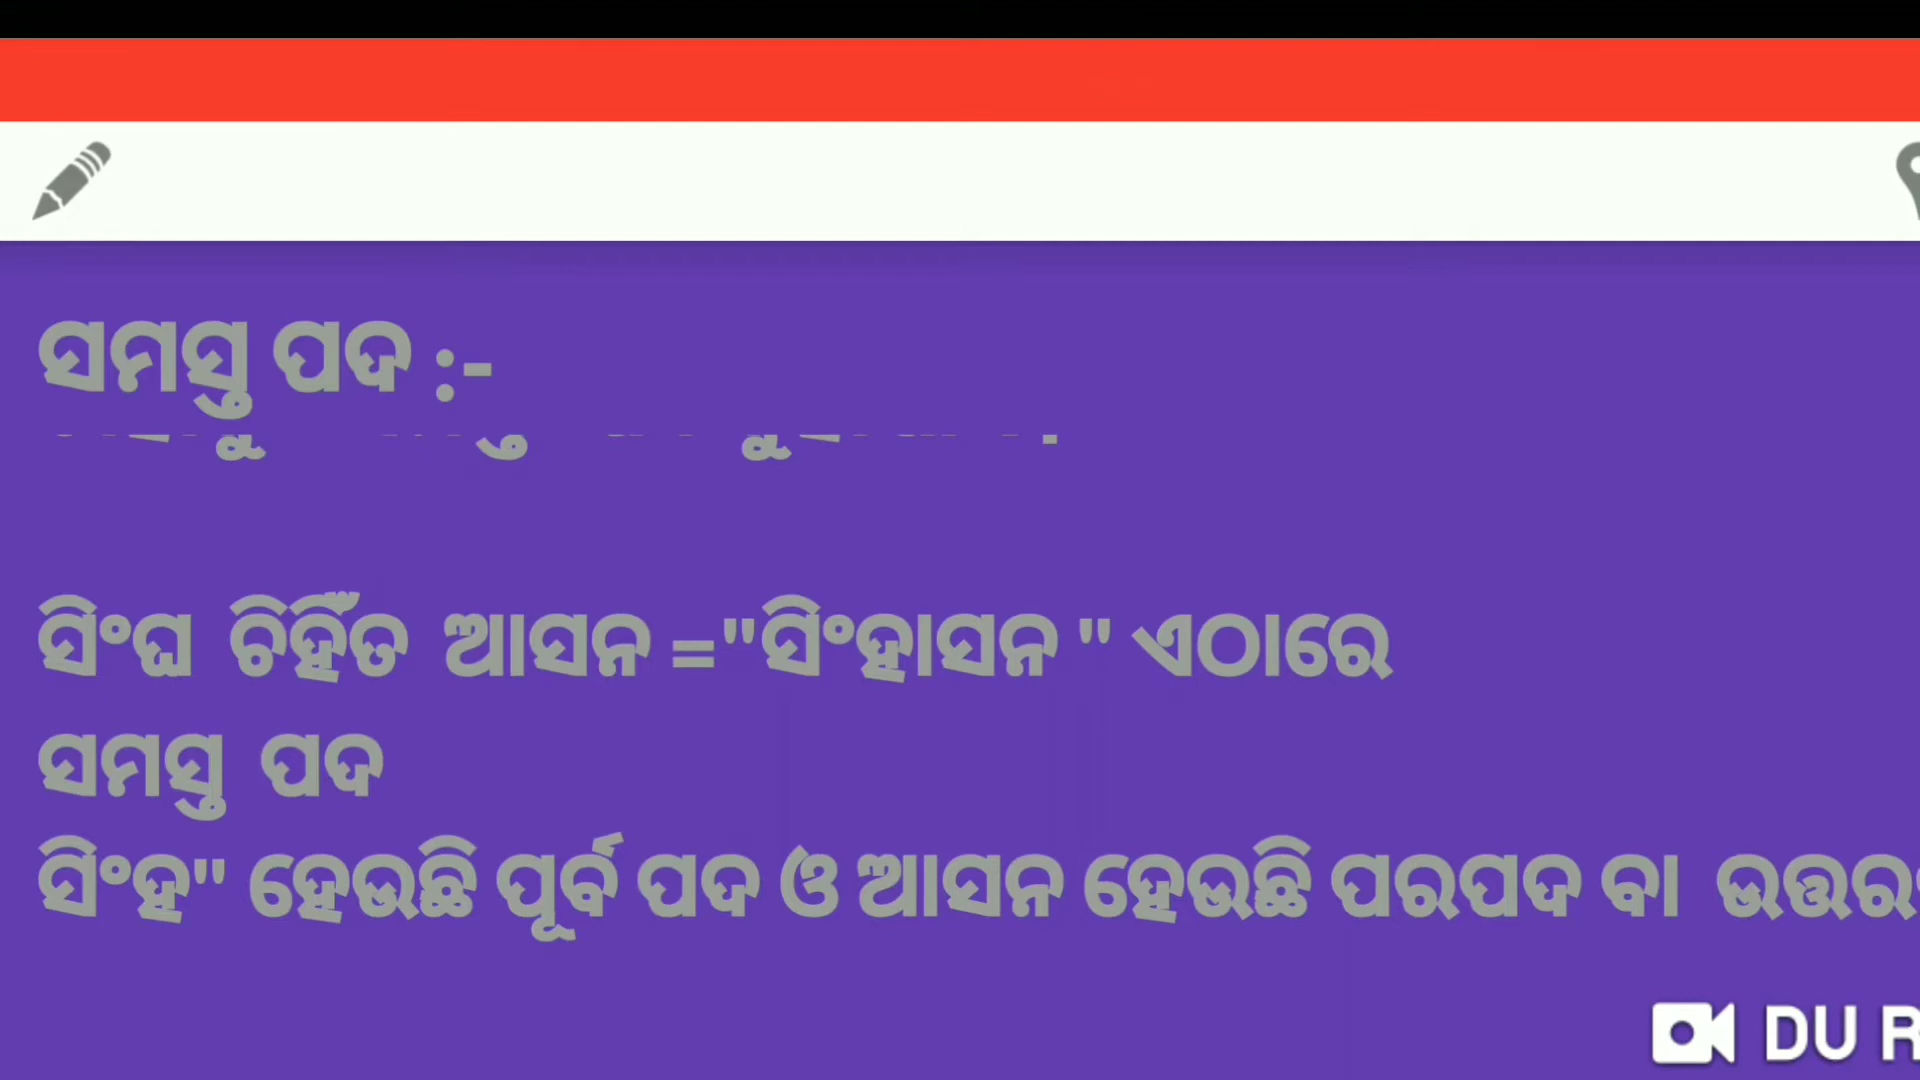 ସମସ୍ତ ପଦ :-
ସିଂଘ ଚିହ୍ନିତ ଆସନ ="ସିଂହାସନ " ଏଠାରେ
ସମସ୍ତ ପଦ
ସିଂହ" ହେଉଛି ପୂର୍ବ ପଦ ଓ ଆସନ ହେଉଛି ପରପଦ ବା
DU